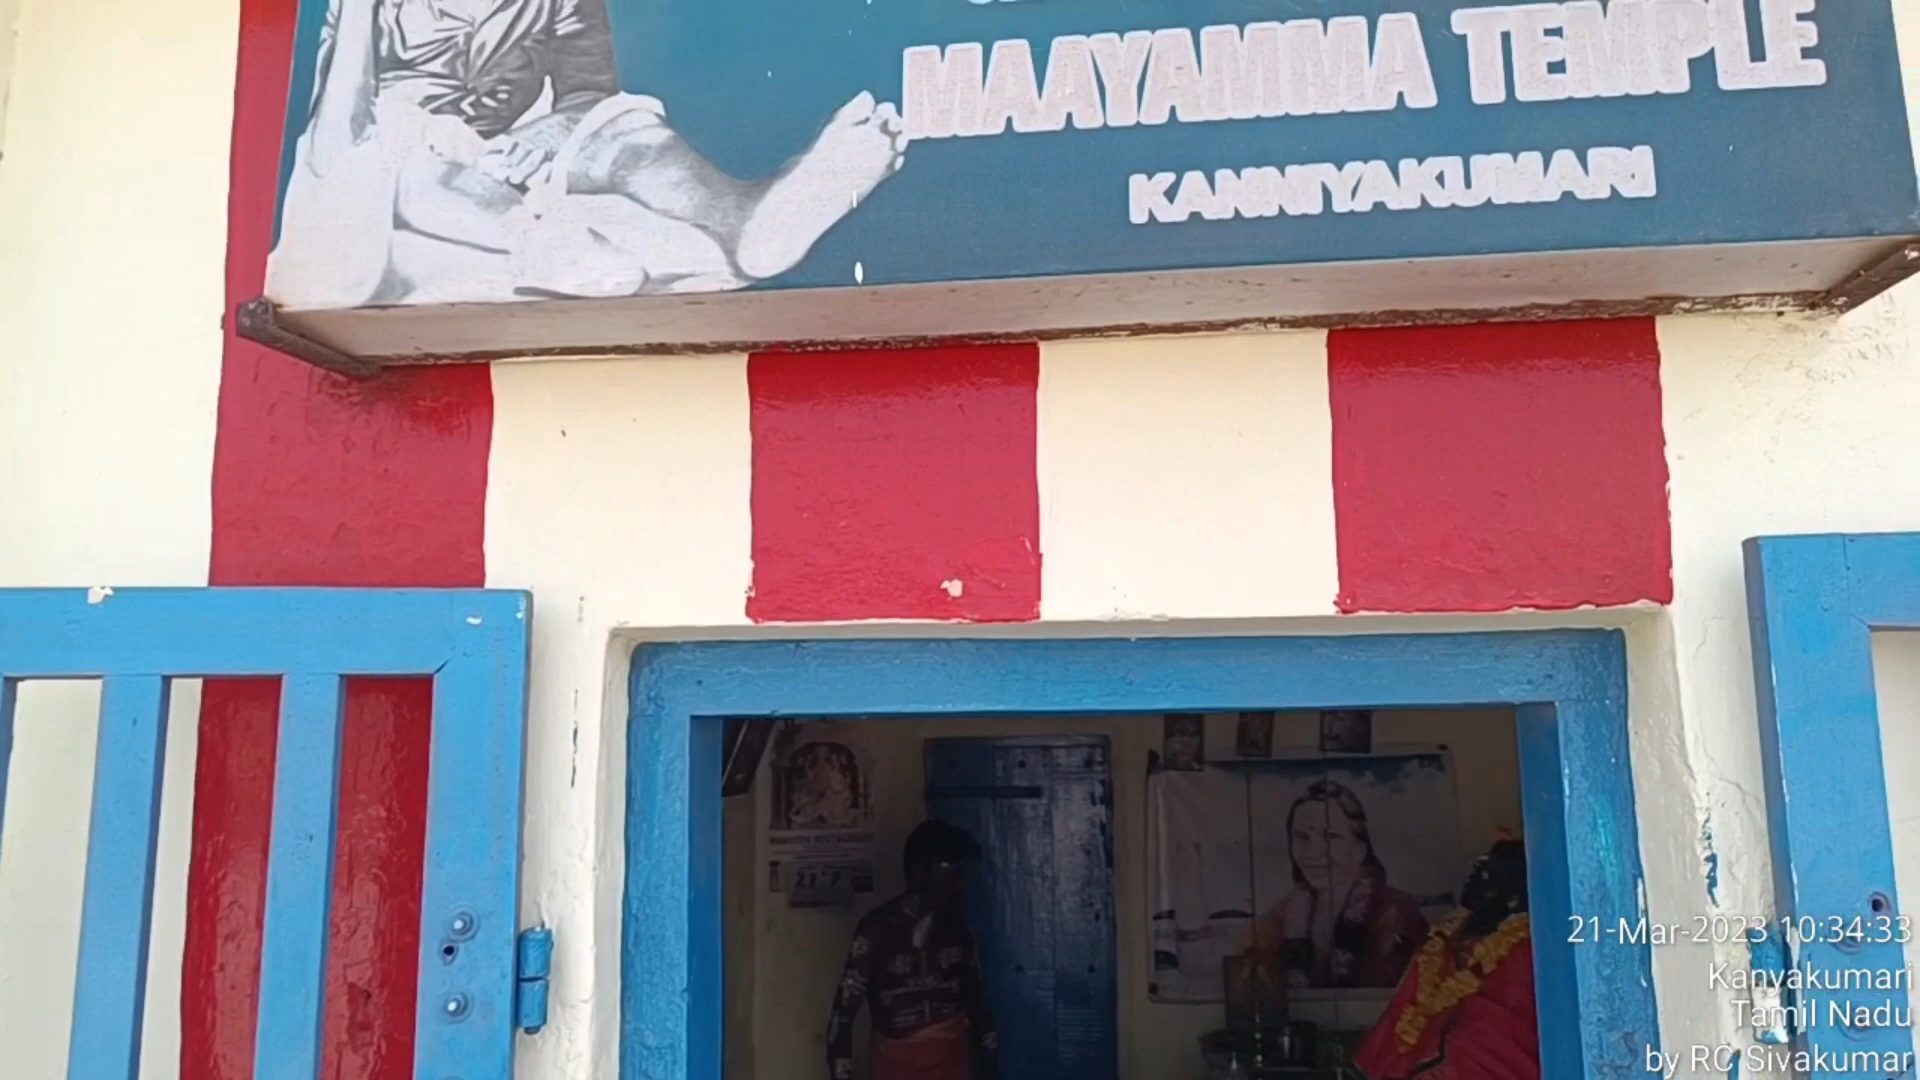 MAAYAMMA TEMPLE
KANNIYAKUMARI
21-Mar-2023 10:34:33
Kanyakumari
Tamil Nadu
by RC Sivakumar